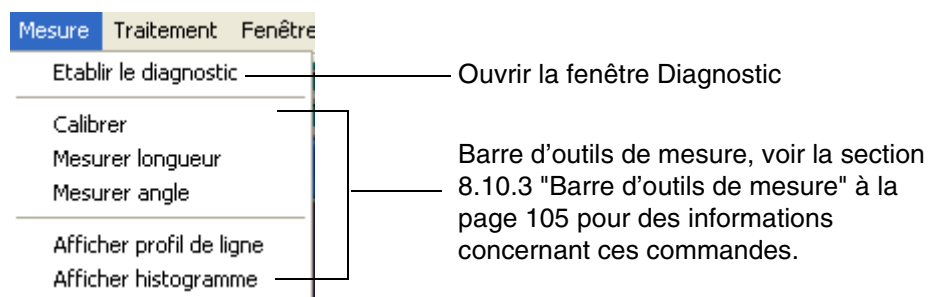 Mesure Traitement Fenêtre
Etablir le diagnostic
Ouvrir la fenêtre Diagnostic
Calibrer
Mesurer longueur
Mesurer angle
Afficher profil de ligne
Afficher histogramme
Barre d’outils de mesure, voir la section
8.10.3 "Barre d’outils de mesure" à la
page 105 pour des informations
concernant ces commandes.